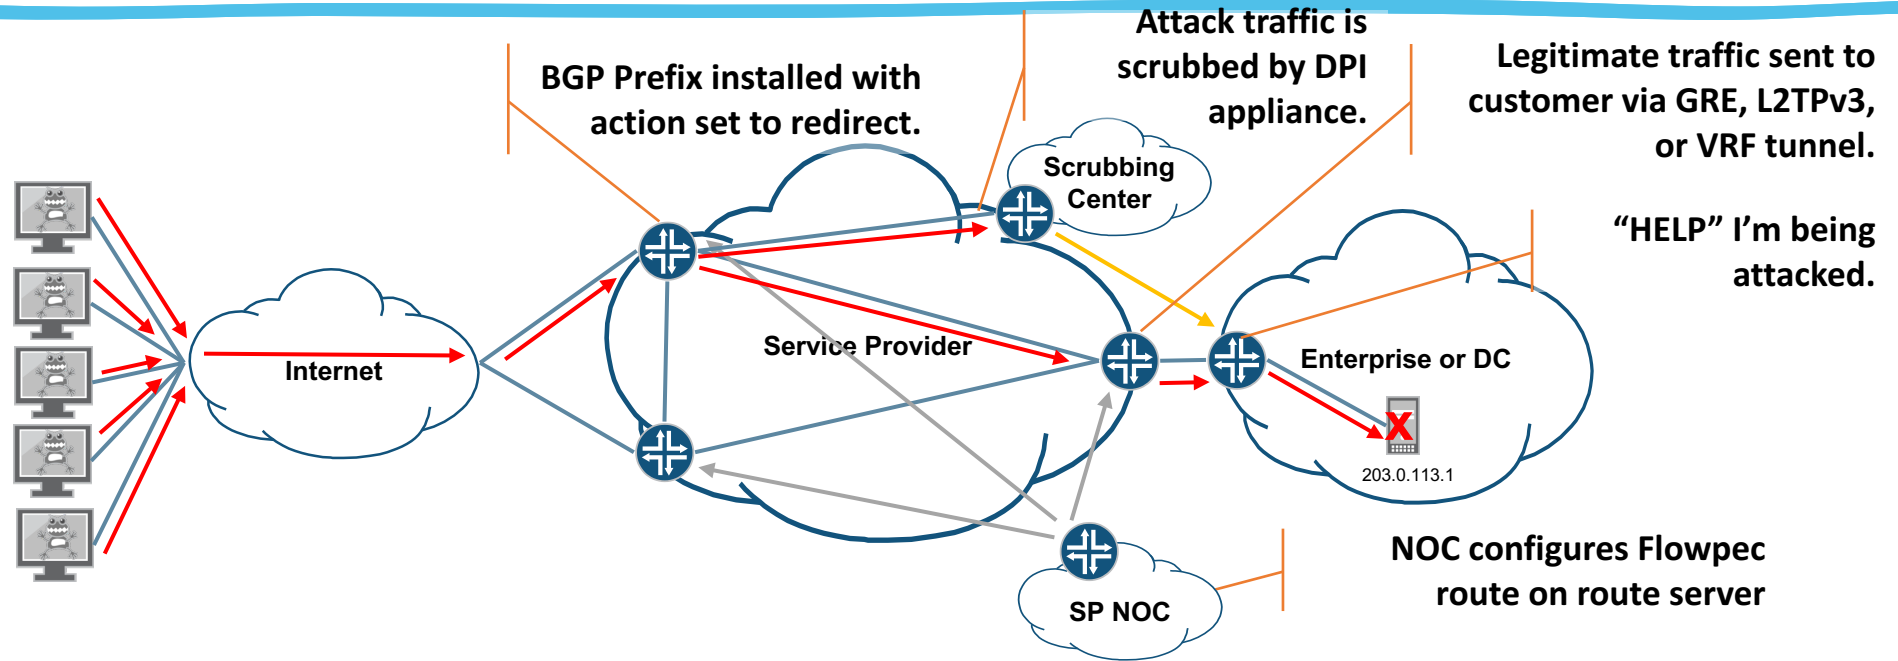 Attack traffic is
scrubbed by DPI
appliance.
BGP Prefix installed with
action set to redirect.
Legitimate traffic sent to
customer via GRE, L2TPv3,
or VRF tunnel.
“HELP” I’m being
attacked.
Scrubbing
Center
Service Provider
Internet
Enterprise or DC
X
203.0.113.1
NOC configures Flowpec
route on route server
SP NOC